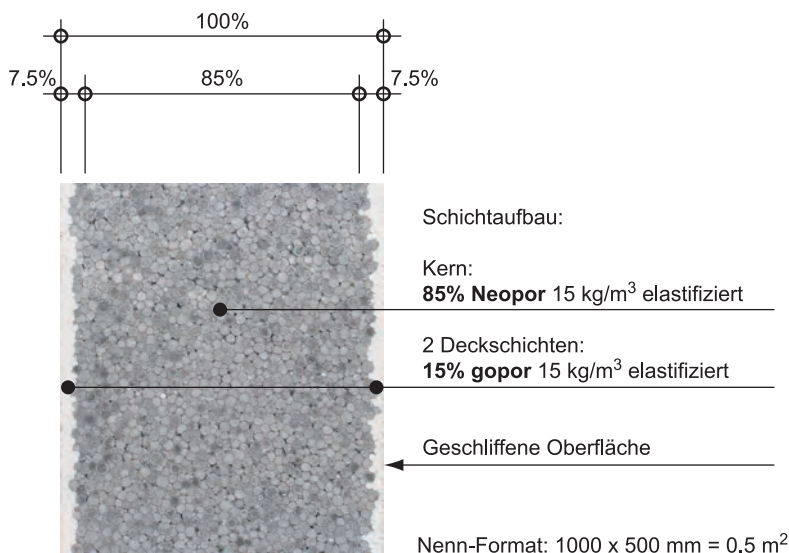 100%
7.5% 85% 7.5%
Schichtaufbau:
Kern:
85% Neopor 15 kg/m³ elastifiziert
2 Deckschichten:
15% gopor 15 kg/m³ elastifiziert
Geschliffene Oberfläche
Nenn-Format: 1000 x 500 mm = 0.5 m²